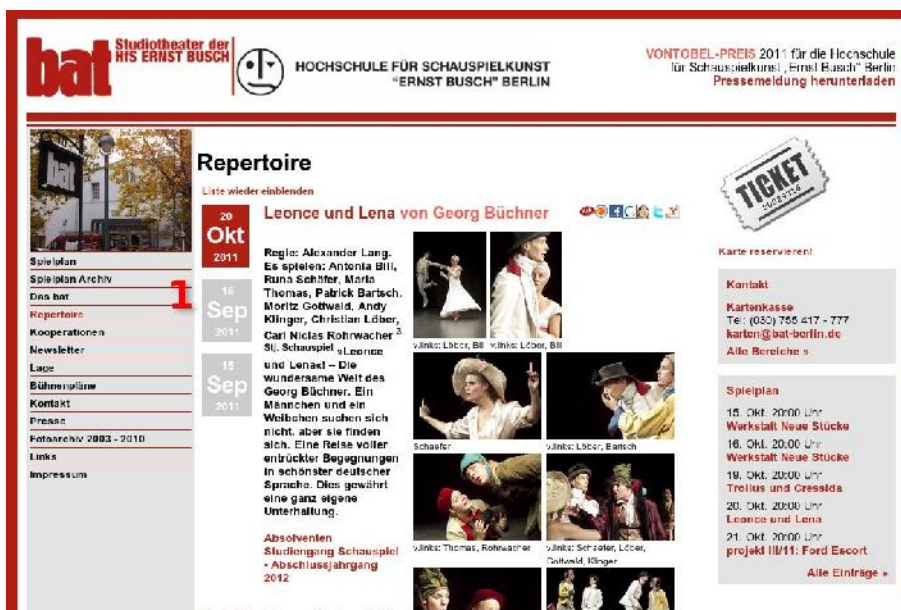 bat
Studiotheater der
HfS ERNST BUSCH
HOCHSCHULE FÜR SCHAUSPIELKUNST
"ERNST BUSCH" BERLIN
VONTOBEL-PREIS 2011 für die Hochschule
für Schauspielkunst „Ernst Busch" Berlin
Pressemeldung herunterladen
bat
Spielplan
Spielplan Archiv
Das bat
1
Repertoire
Kooperationen
Newsletter
Lage
Bühnenpläne
Kontakt
Presse
Fotoarchiv 2003 - 2010
Links
Impressum
Repertoire
Liste wieder einblenden
20
Okt
2011
16
Sep
2011
15
Sep
2011
Leonce und Lena von Georg Büchner
Regie: Alexander Lang.
Es spielen: Antonia Bill,
Runa Schäfer, Maria
Thomas, Patrick Bartsch,
Moritz Gottwald, Andy
Klinger, Christian Löber,
Carl Niclas Rohrwacher 3.
Stj. Schauspiel »Leonce
und Lena«! – Die
wundersame Welt des
Georg Büchner. Ein
Männchen und ein
Weibchen suchen sich
nicht, aber sie finden
sich. Eine Reise voller
entrückter Begegnungen
in schönster deutscher
Sprache. Dies gewährt
eine ganz eigene
Unterhaltung.
Absolventen
Studiengang Schauspiel
- Abschlussjahrgang
2012
v.links: Löber, Bill
v.links: Löber, Bill
Schaefer
v.links: Löber, Bartsch
v.links: Thomas, Rohrwacher
v.links: Schaefer, Löber,
Gottwald, Klinger
TICKET
Karte reservieren!
Kontakt
Kartenkasse
Tel: (030) 755 417 - 777
karten@bat-berlin.de
Alle Bereiche »
Spielplan
15. Okt. 20:00 Uhr
Werkstatt Neue Stücke
16. Okt. 20:00 Uhr
Werkstatt Neue Stücke
19. Okt. 20:00 Uhr
Troilus und Cressida
20. Okt. 20:00 Uhr
Leonce und Lena
21. Okt. 20:00 Uhr
projekt III/11: Ford Escort
Alle Einträge »